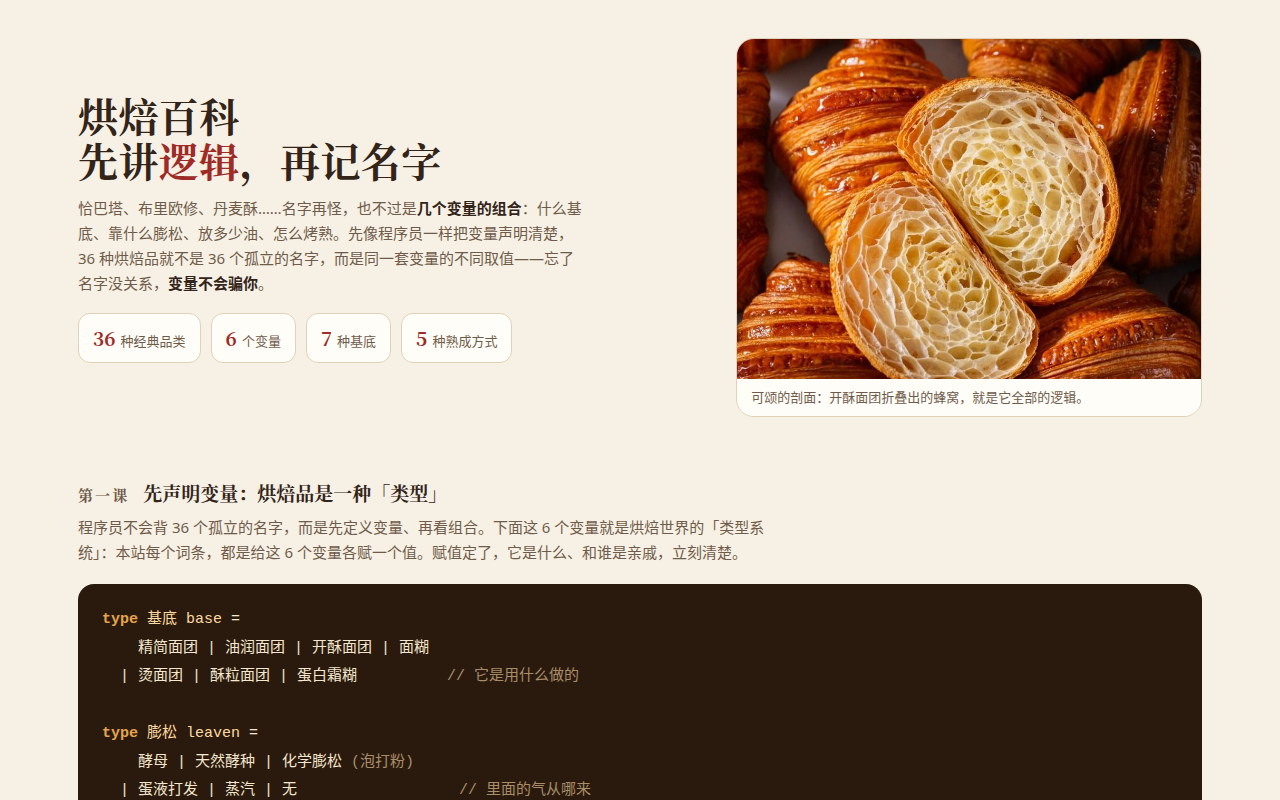 烘焙百科
先讲逻辑，再记名字
恰巴塔、布里欧修、丹麦酥……名字再怪，也不过是几个变量的组合：什么基
底、靠什么膨松、放多少油、怎么烤熟。先像程序员一样把变量声明清楚，
36 种烘焙品就不是 36 个孤立的名字，而是同一套变量的不同取值——忘了
名字没关系，变量不会骗你。
36 种经典品类
6 个变量
7 种基底
5 种熟成方式
可颂的剖面：开酥面团折叠出的蜂窝，就是它全部的逻辑。
第一课 先声明变量：烘焙品是一种「类型」
程序员不会背 36 个孤立的名字，而是先定义变量、再看组合。下面这 6 个变量就是烘焙世界的「类型系
统」：本站每个词条，都是给这 6 个变量各赋一个值。赋值定了，它是什么、和谁是亲戚，立刻清楚。
type 基底 base =
精简面团 | 油润面团 | 开酥面团 | 面糊
| 烫面团 | 酥粒面团 | 蛋白霜糊 // 它是用什么做的
type 膨松 leaven =
酵母 | 天然酵种 | 化学膨松 (泡打粉)
| 蛋液打发 | 蒸汽 | 无 // 里面的气从哪来